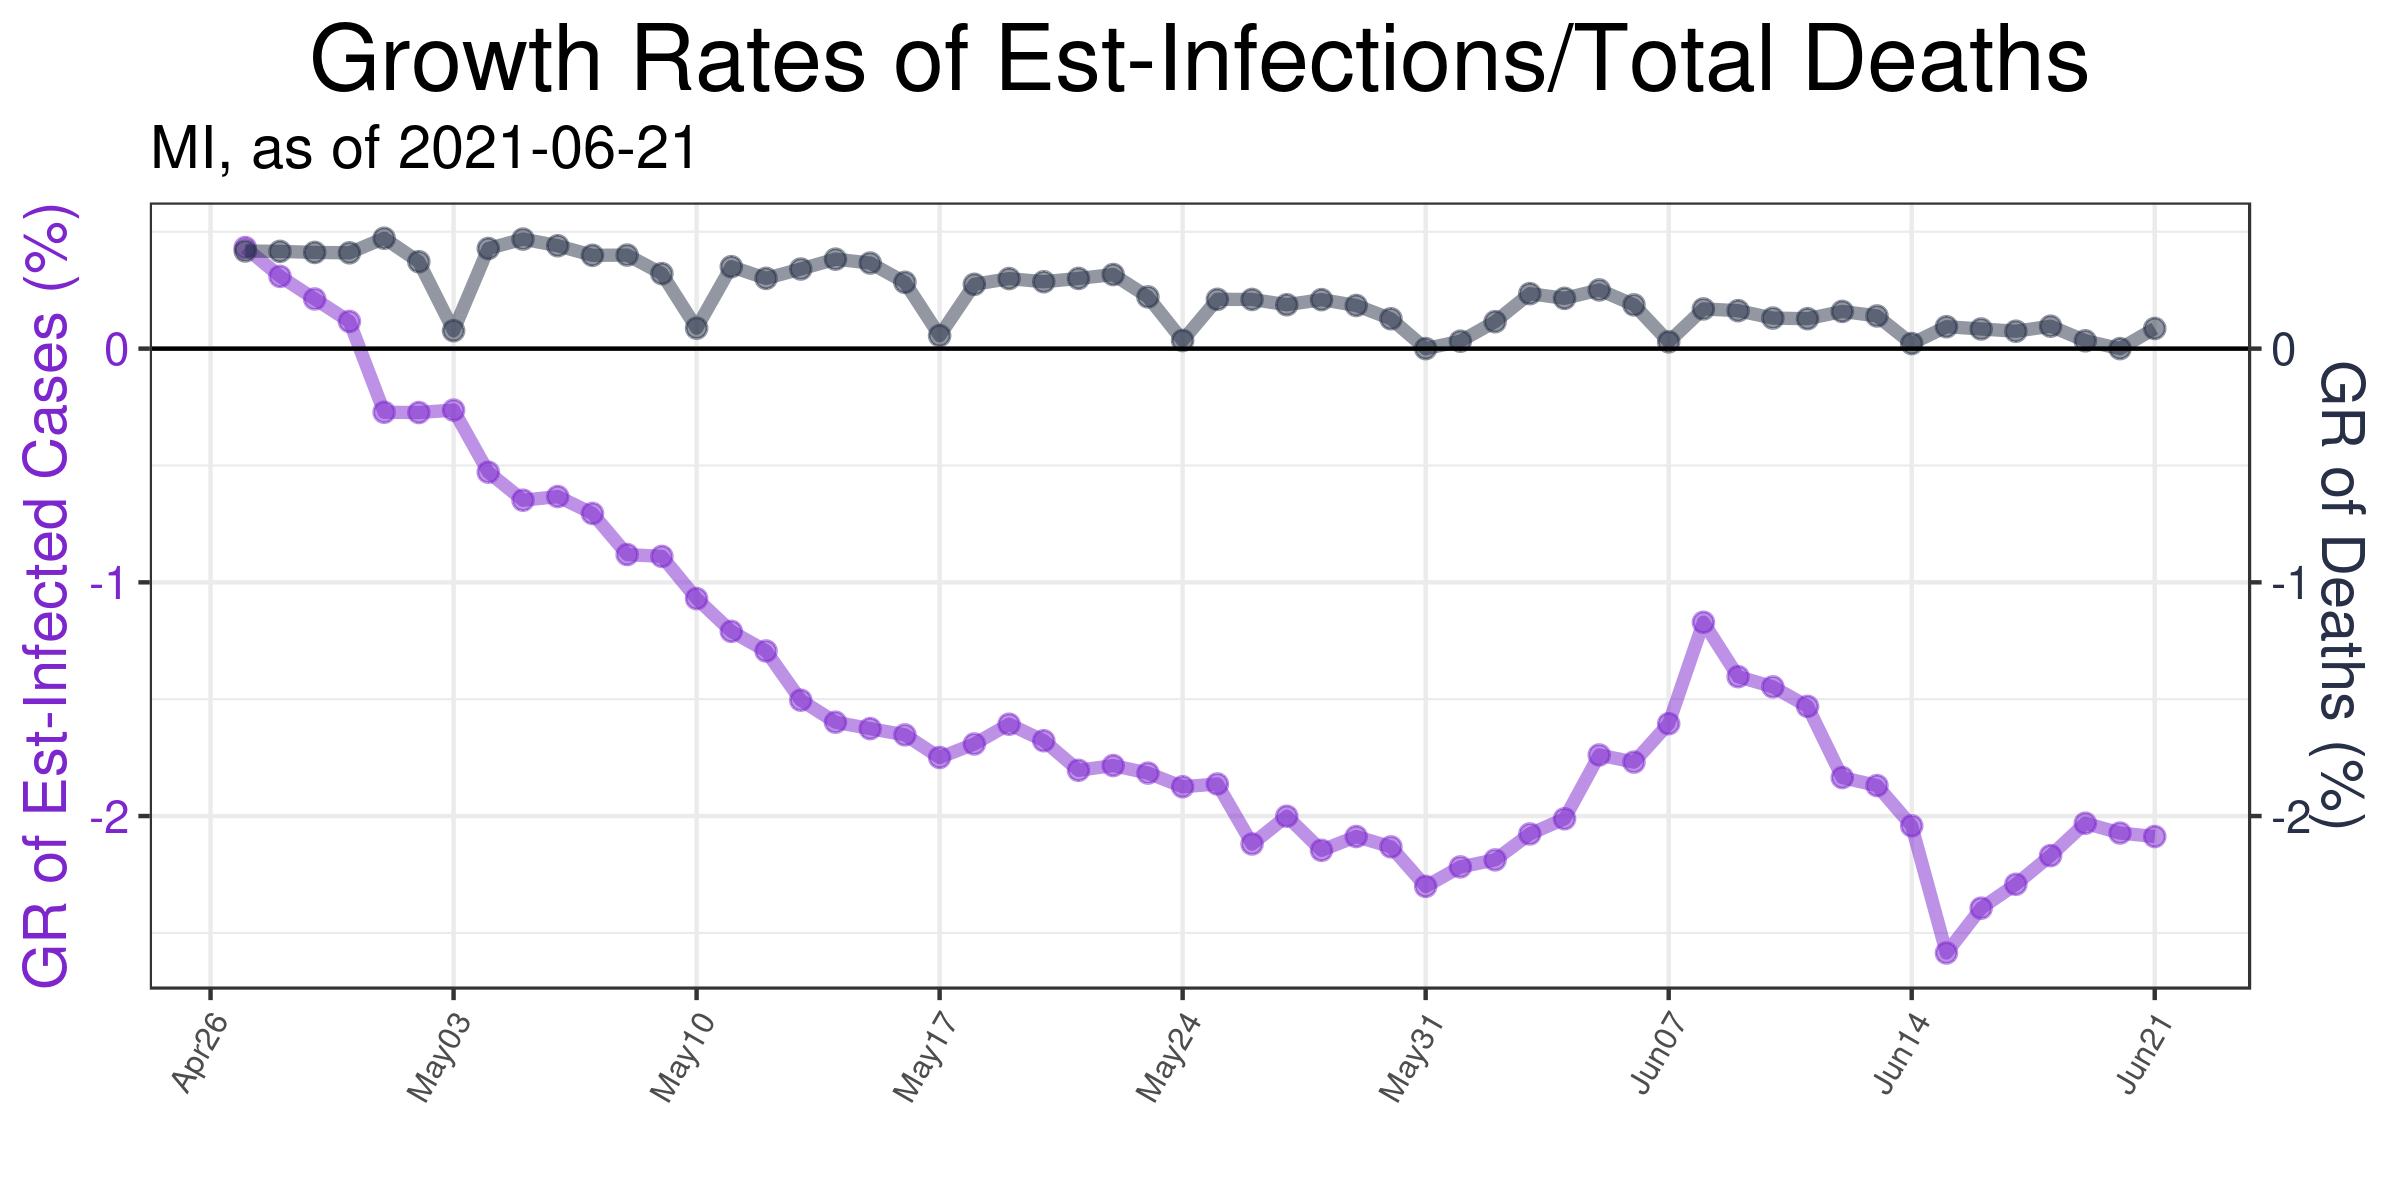 Growth Rates of Est-Infections/Total Deaths
MI, as of 2021-06-21
GR of Est-Infected Cases (%)
0
-1
-2
0
-1
-2
GR of Deaths (%)
Apr26
May03
May10
May17
May24
May31
Jun07
Jun14
Jun21